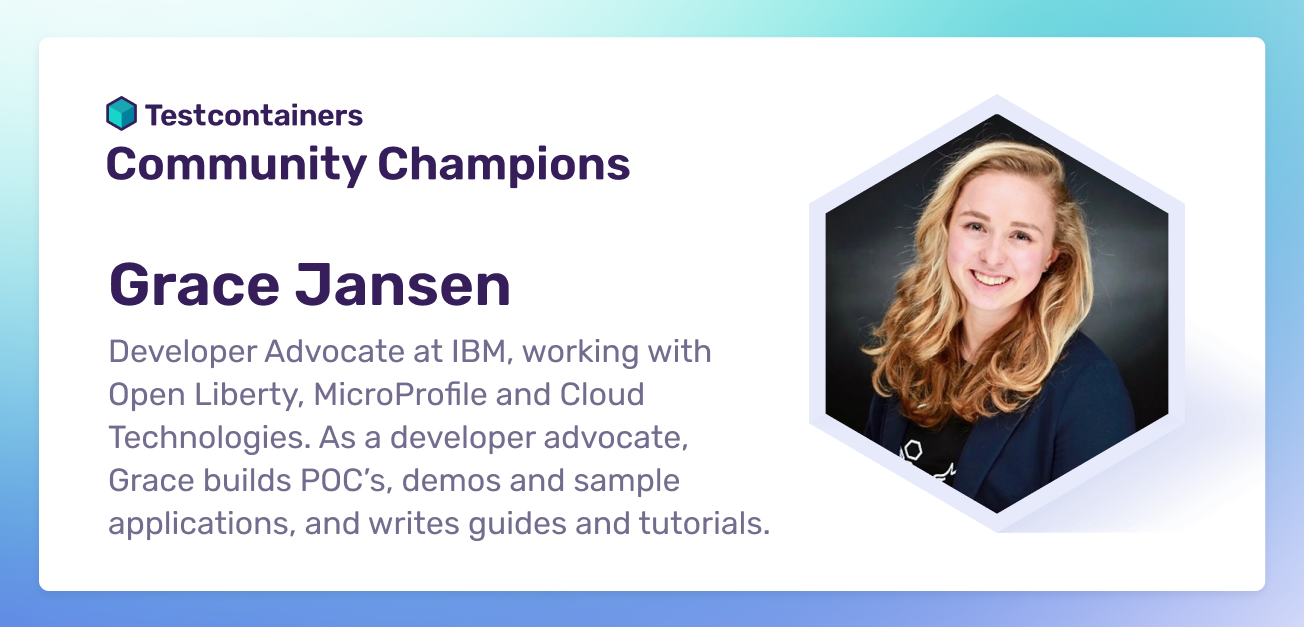 Testcontainers
Community Champions
Grace Jansen
Developer Advocate at IBM, working with
Open Liberty, MicroProfile and Cloud
Technologies. As a developer advocate,
Grace builds POC’s, demos and sample
applications, and writes guides and tutorials.